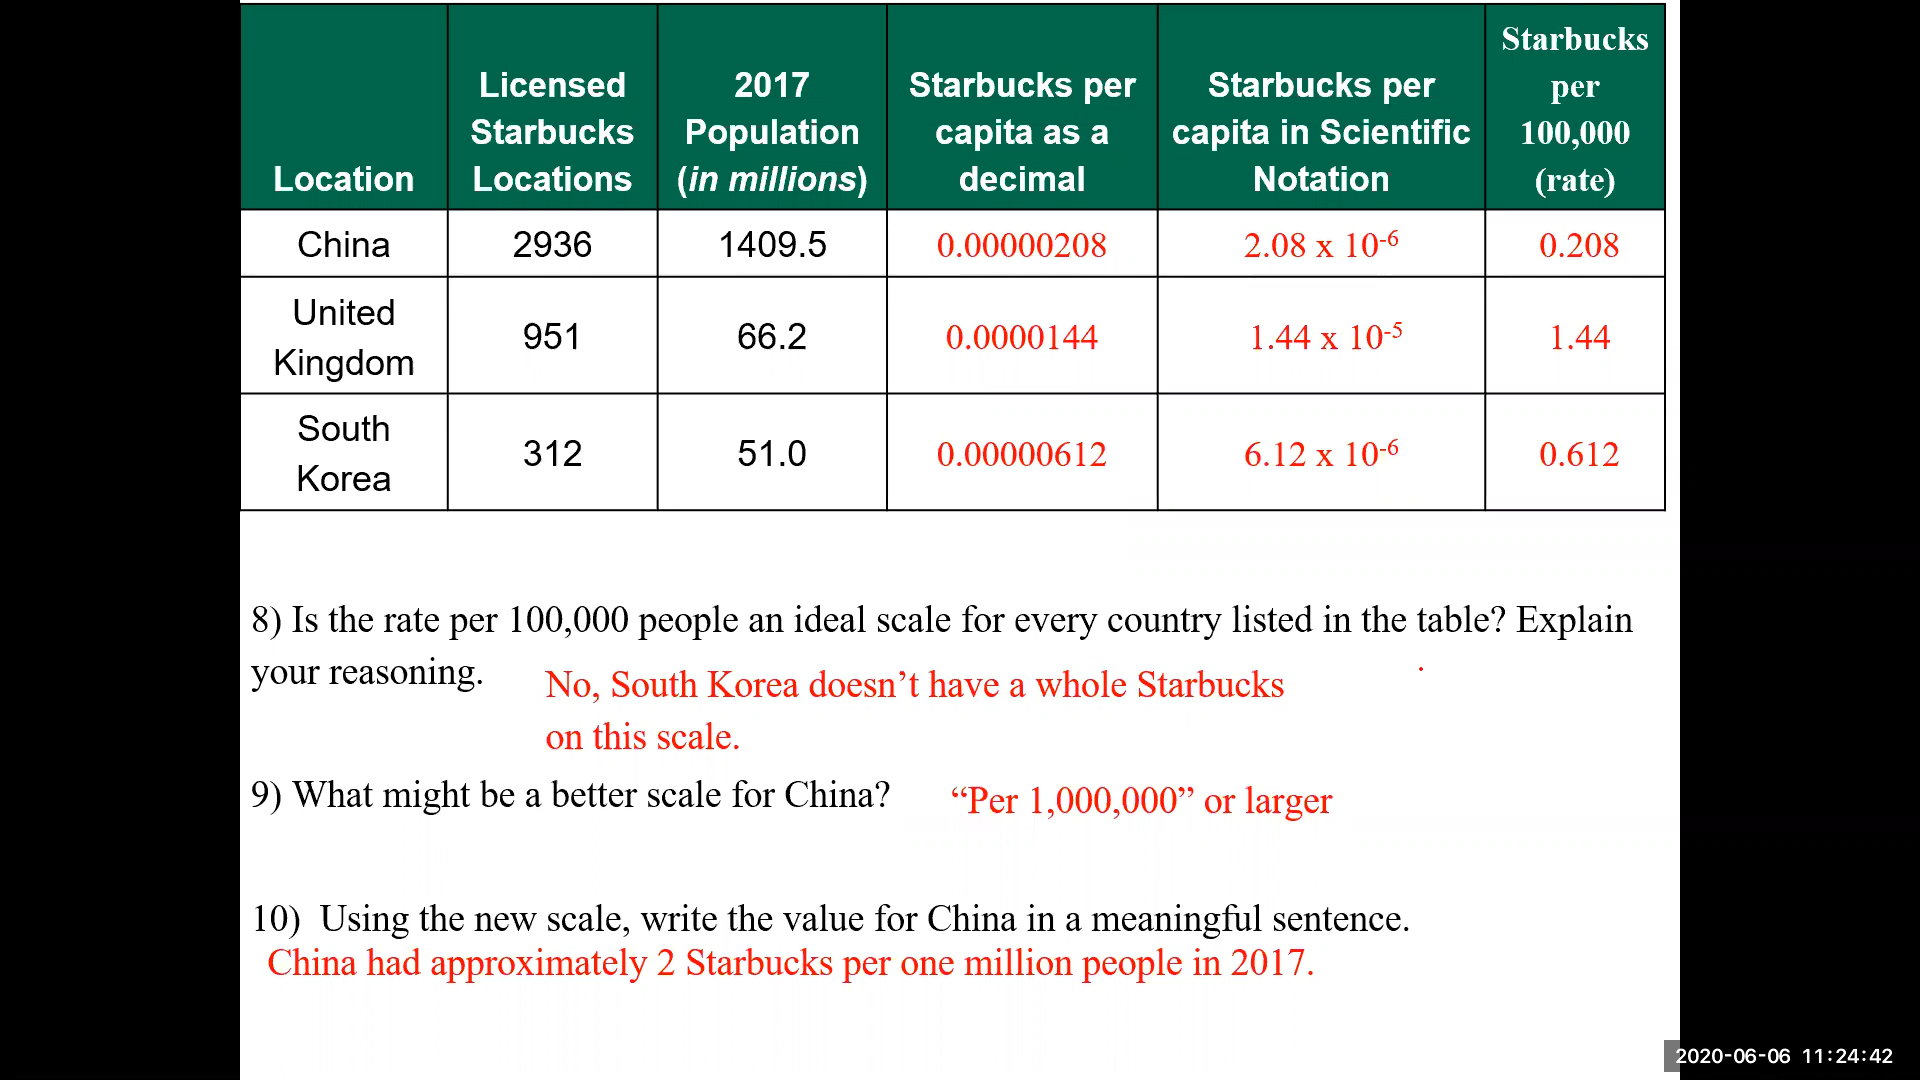 Location | Licensed Starbucks Locations | 2017 Population (in millions) | Starbucks per capita as a decimal | Starbucks per capita in Scientific Notation | Starbucks per 100,000 (rate)
China | 2936 | 1409.5 | 0.00000208 | 2.08 x 10⁻⁶ | 0.208
United Kingdom | 951 | 66.2 | 0.0000144 | 1.44 x 10⁻⁵ | 1.44
South Korea | 312 | 51.0 | 0.00000612 | 6.12 x 10⁻⁶ | 0.612
8) Is the rate per 100,000 people an ideal scale for every country listed in the table? Explain
your reasoning.
No, South Korea doesn’t have a whole Starbucks
on this scale.
9) What might be a better scale for China?
“Per 1,000,000” or larger
10) Using the new scale, write the value for China in a meaningful sentence.
China had approximately 2 Starbucks per one million people in 2017.
2020-06-06 11:24:42